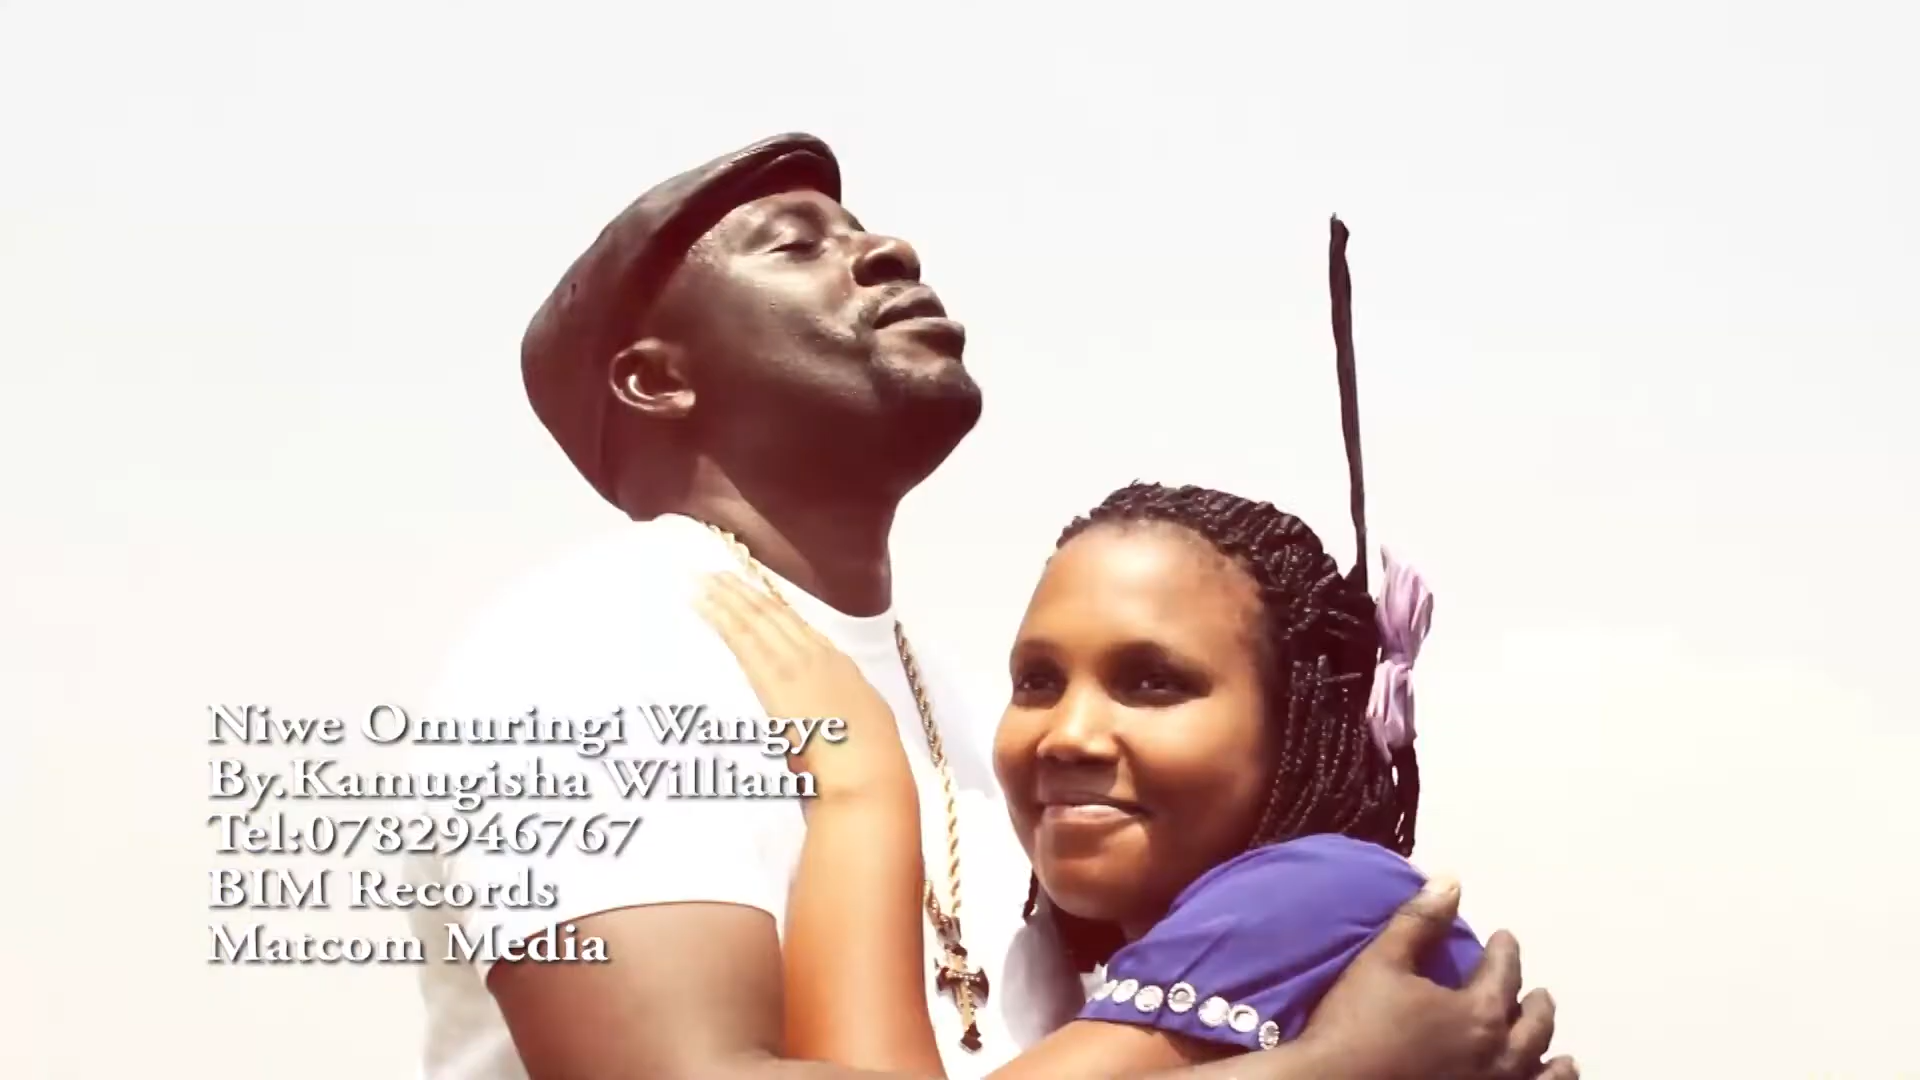 Niwe Omuringi Wangye
By.Kamugisha William
Tel:0782946767
BIM Records
Matcom Media